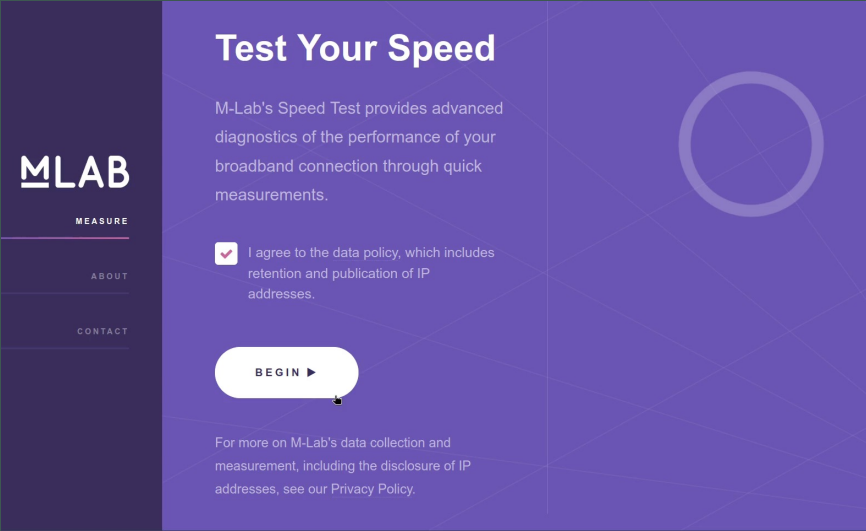 MLAB
MEASURE
ABOUT
CONTACT
Test Your Speed
M-Lab's Speed Test provides advanced
diagnostics of the performance of your
broadband connection through quick
measurements.
I agree to the data policy, which includes
retention and publication of IP
addresses.
BEGIN
For more on M-Lab's data collection and
measurement, including the disclosure of IP
addresses, see our Privacy Policy.